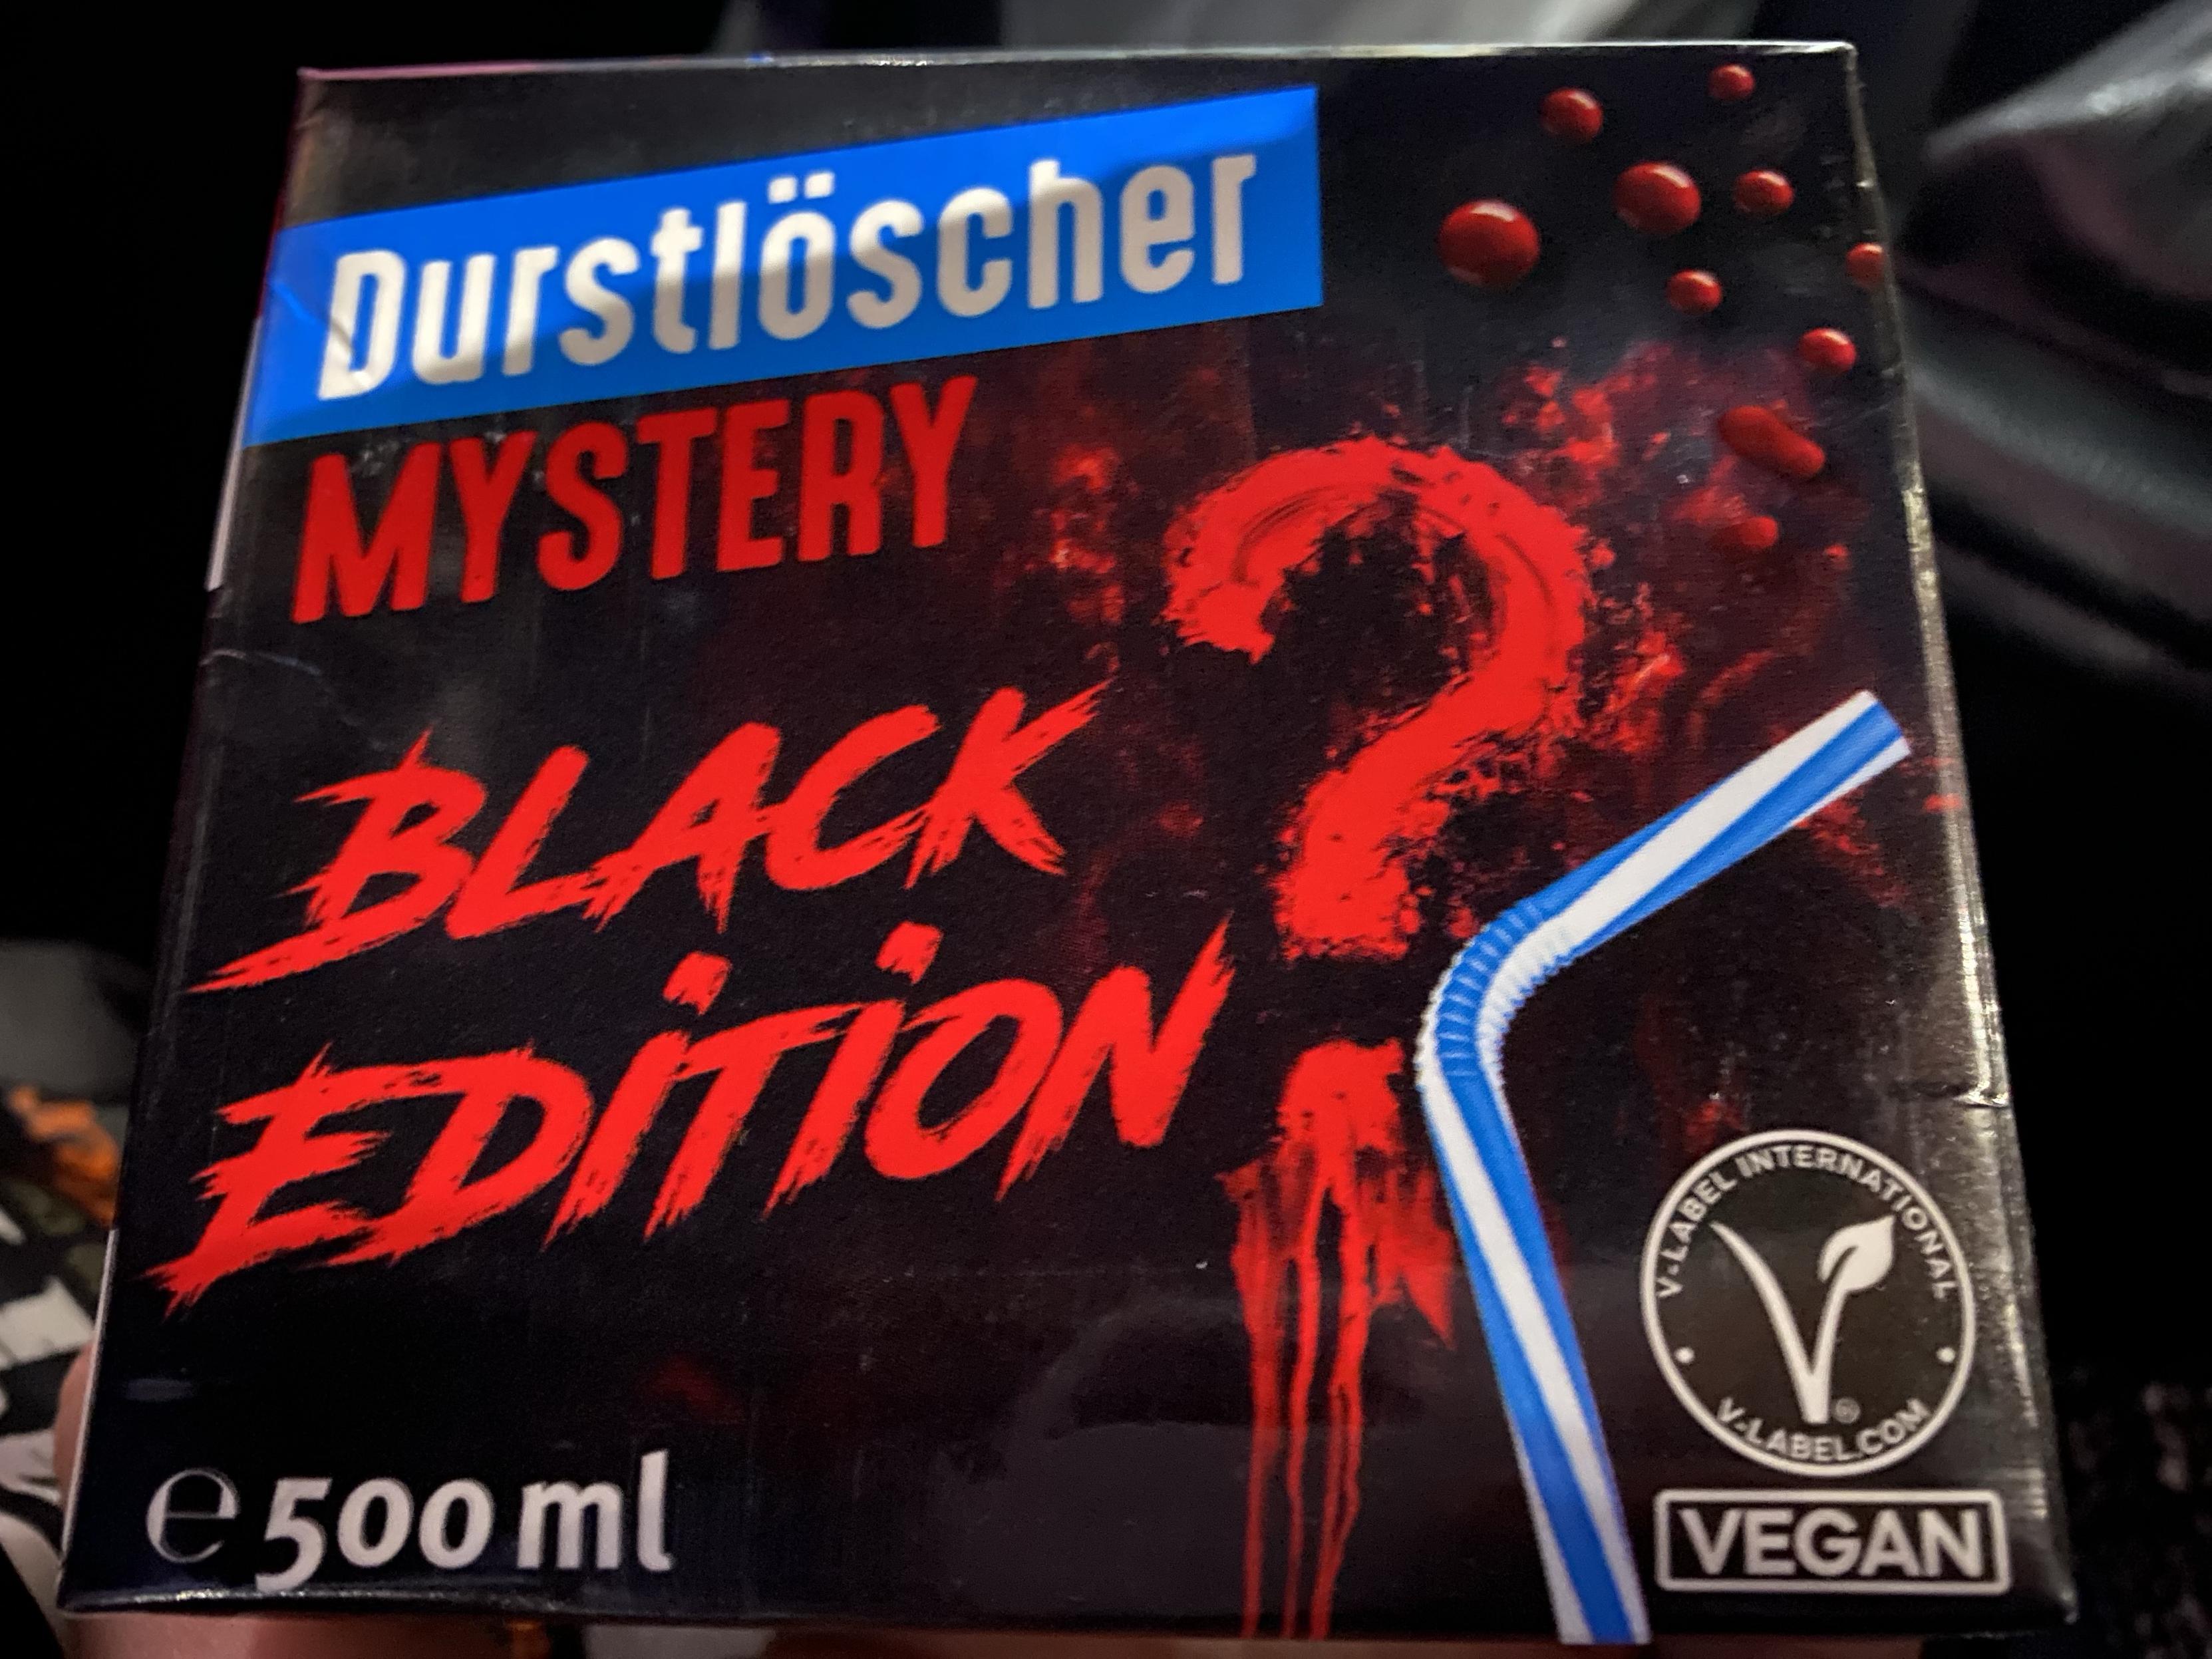 Durstlöscher
MYSTERY
BLACK
EDITION
?
℮ 500 ml
V-LABEL INTERNATIONAL
®
V-LABEL.COM
VEGAN